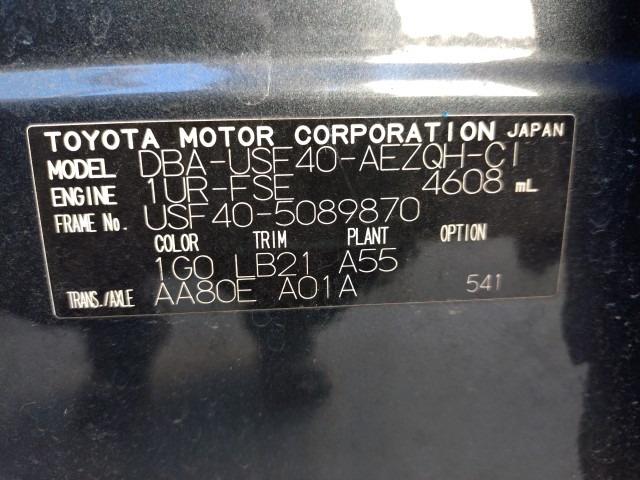 TOYOTA MOTOR CORPORATION JAPAN
MODEL DBA-USF40-AEZQH-CI
ENGINE 1UR-FSE 4608 mL
FRAME No. USF40-5089870
COLOR TRIM PLANT OPTION
1G0 LB21 A55
TRANS./AXLE AA80E A01A 541